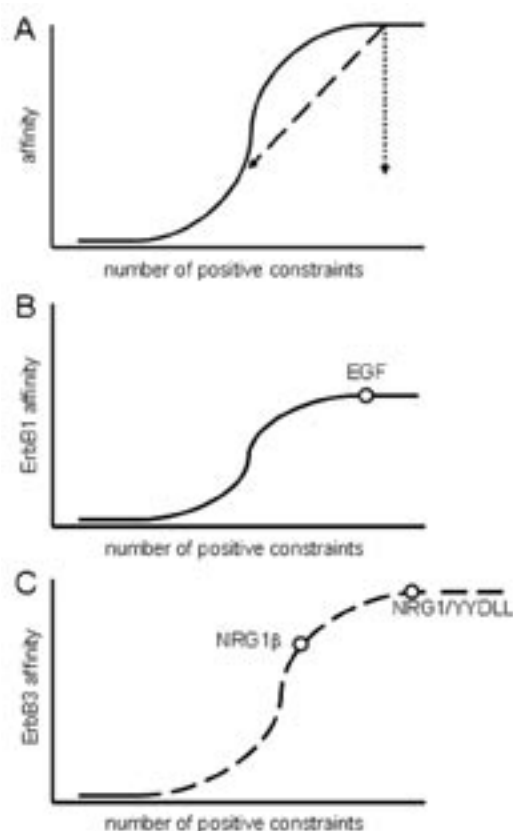 A
affinity
number of positive constraints
B
EGF
ErbB1 affinity
number of positive constraints
C
NRG1/YYDLL
NRG1β
ErbB3 affinity
number of positive constraints